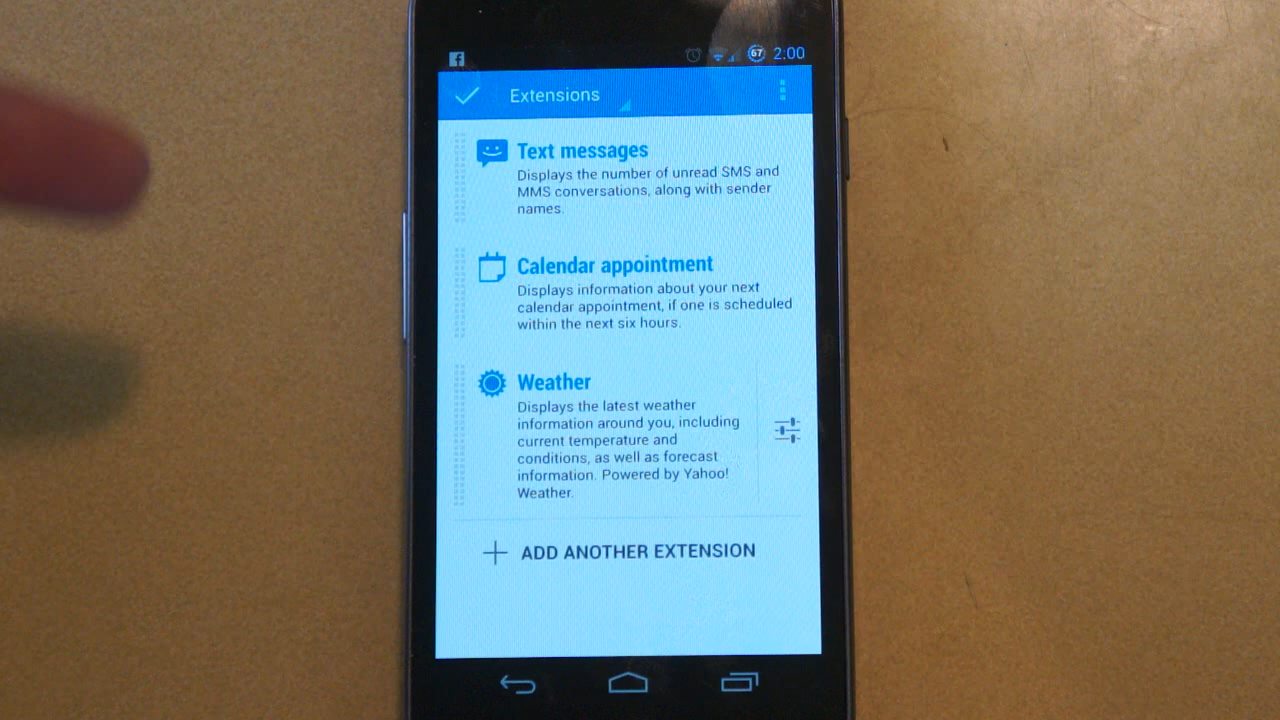 f 67 2:00
Extensions
Text messages
Displays the number of unread SMS and
MMS conversations, along with sender
names.
Calendar appointment
Displays information about your next
calendar appointment, if one is scheduled
within the next six hours.
Weather
Displays the latest weather
information around you, including
current temperature and
conditions, as well as forecast
information. Powered by Yahoo!
Weather.
ADD ANOTHER EXTENSION